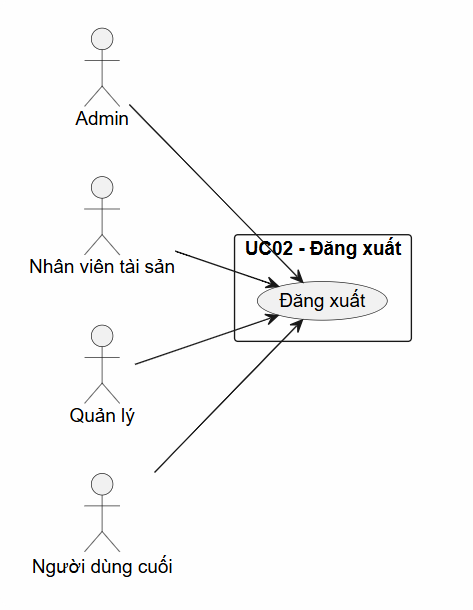 Admin
UC02 - Đăng xuất
Nhân viên tài sản
Đăng xuất
Quản lý
Người dùng cuối